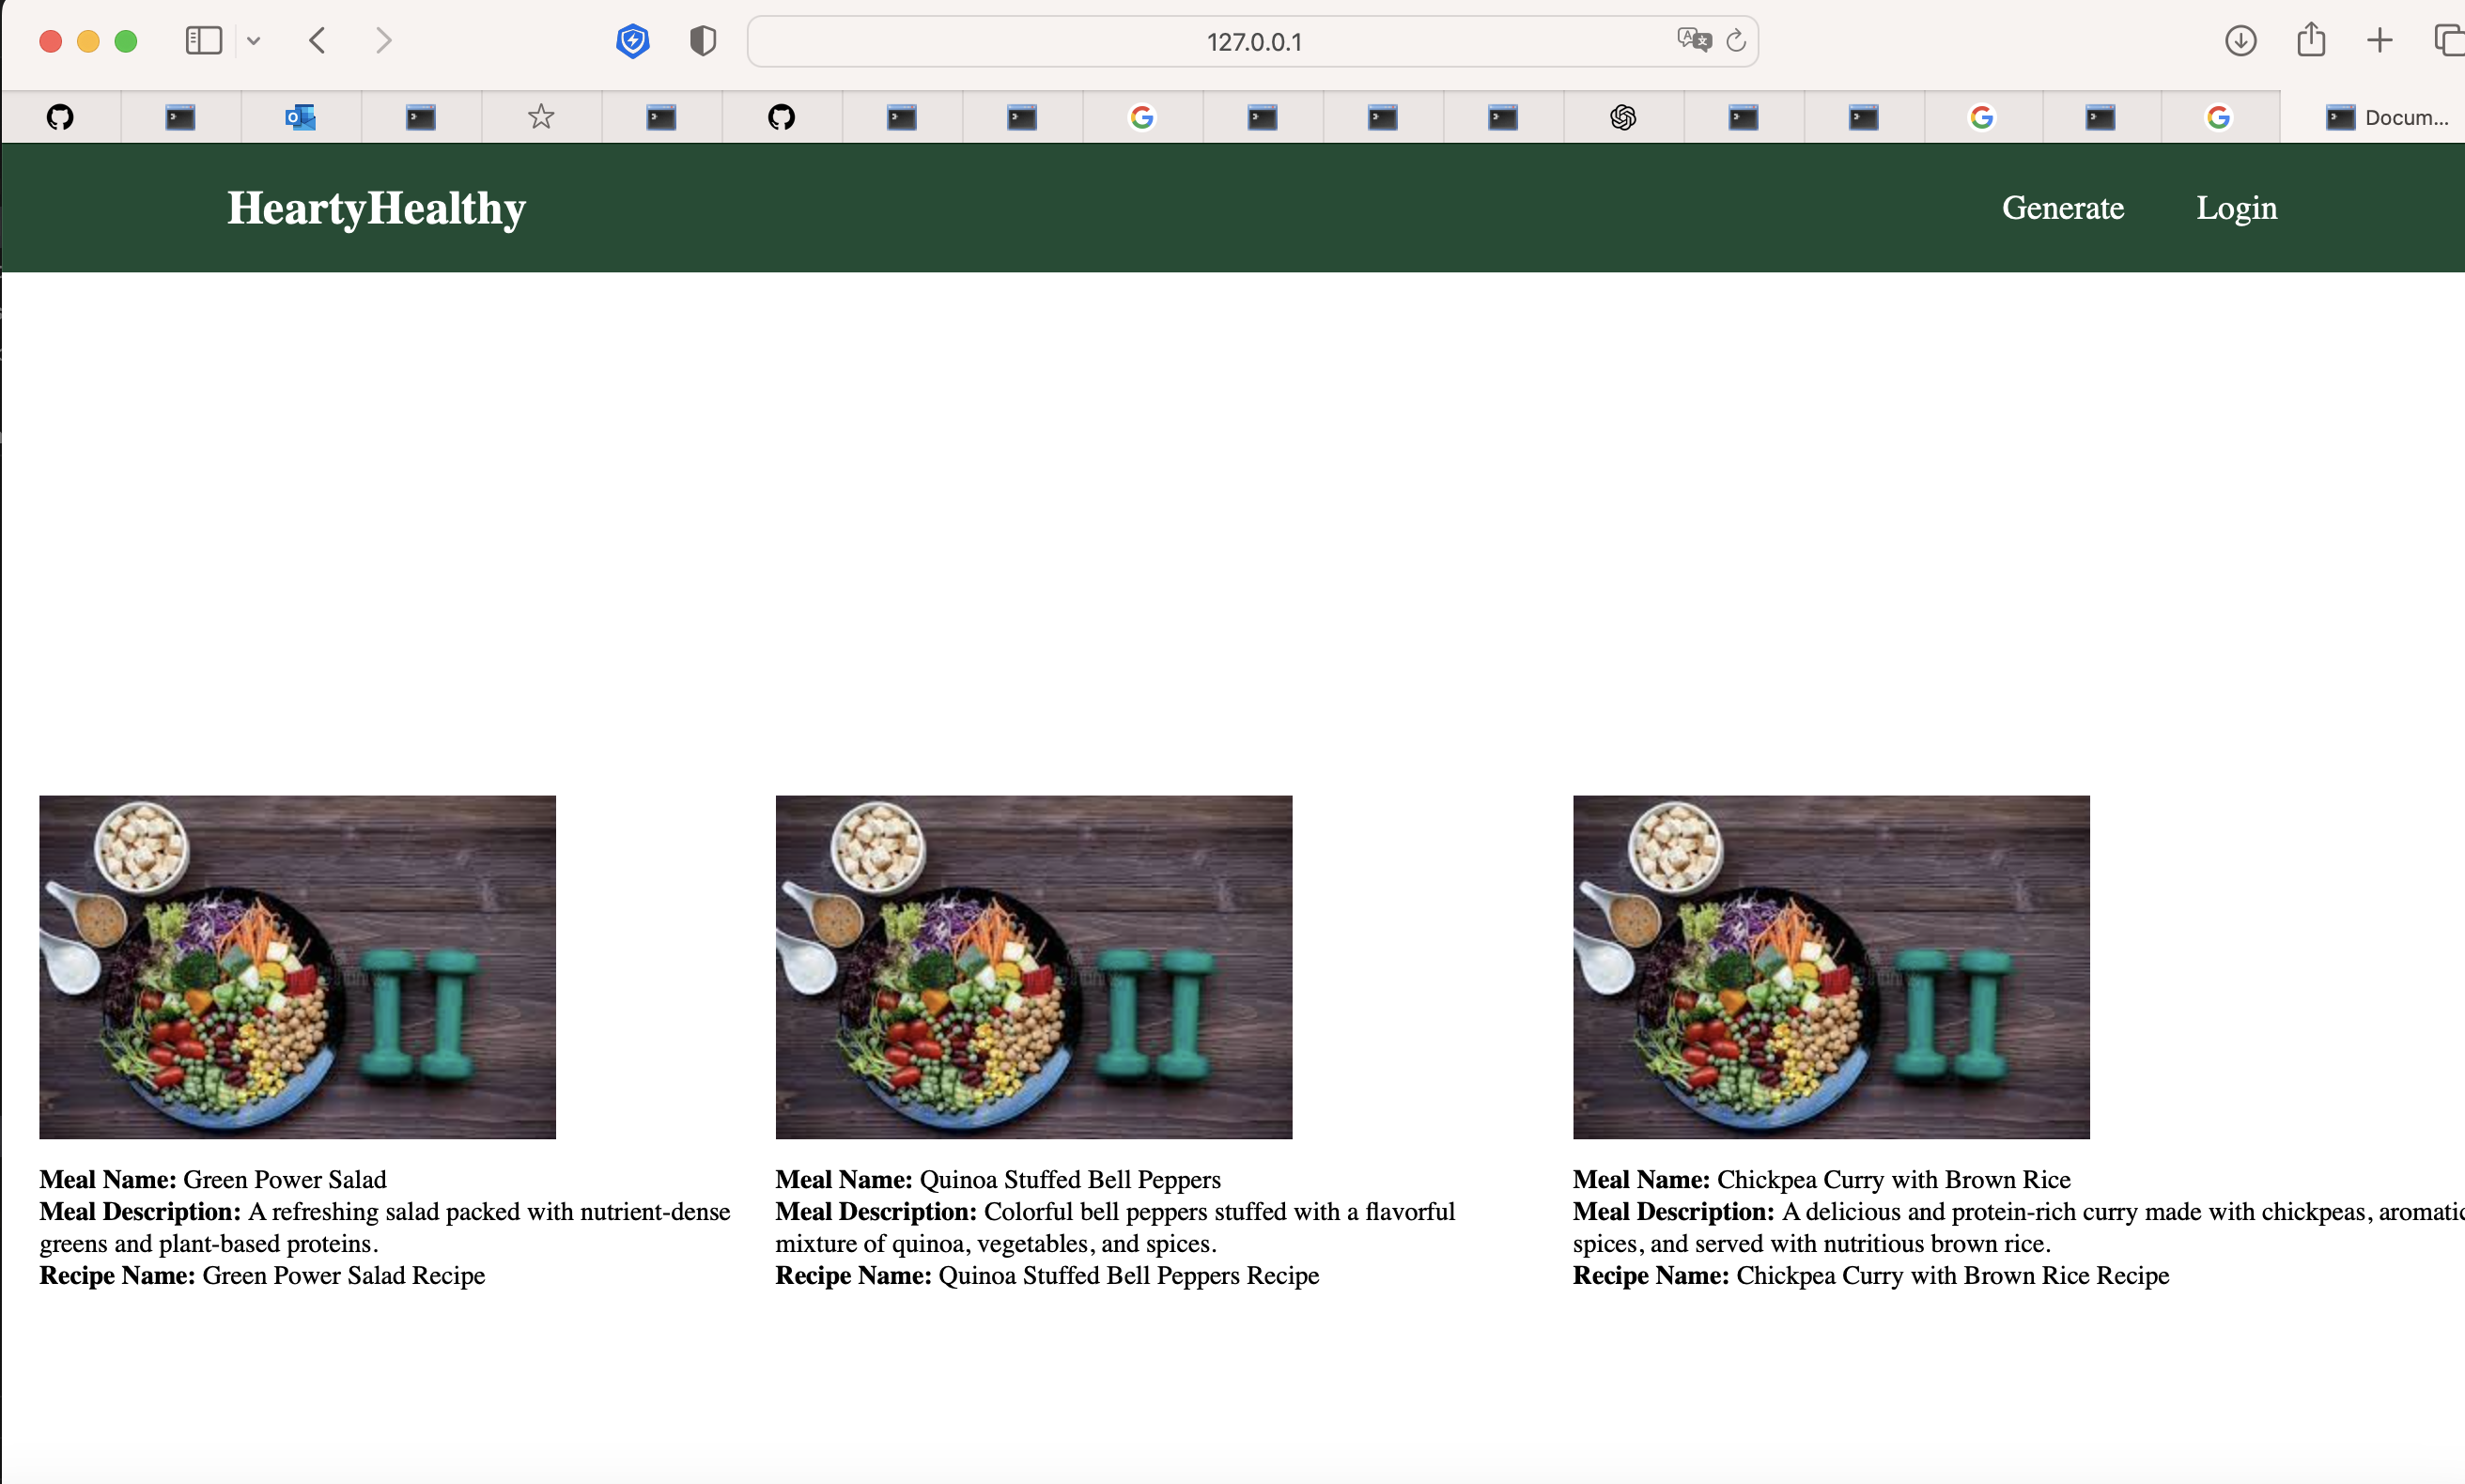 127.0.0.1
Docum...
HeartyHealthy
Generate
Login
Meal Name: Green Power Salad
Meal Description: A refreshing salad packed with nutrient-dense
greens and plant-based proteins.
Recipe Name: Green Power Salad Recipe
Meal Name: Quinoa Stuffed Bell Peppers
Meal Description: Colorful bell peppers stuffed with a flavorful
mixture of quinoa, vegetables, and spices.
Recipe Name: Quinoa Stuffed Bell Peppers Recipe
Meal Name: Chickpea Curry with Brown Rice
Meal Description: A delicious and protein-rich curry made with chickpeas, aromatic
spices, and served with nutritious brown rice.
Recipe Name: Chickpea Curry with Brown Rice Recipe